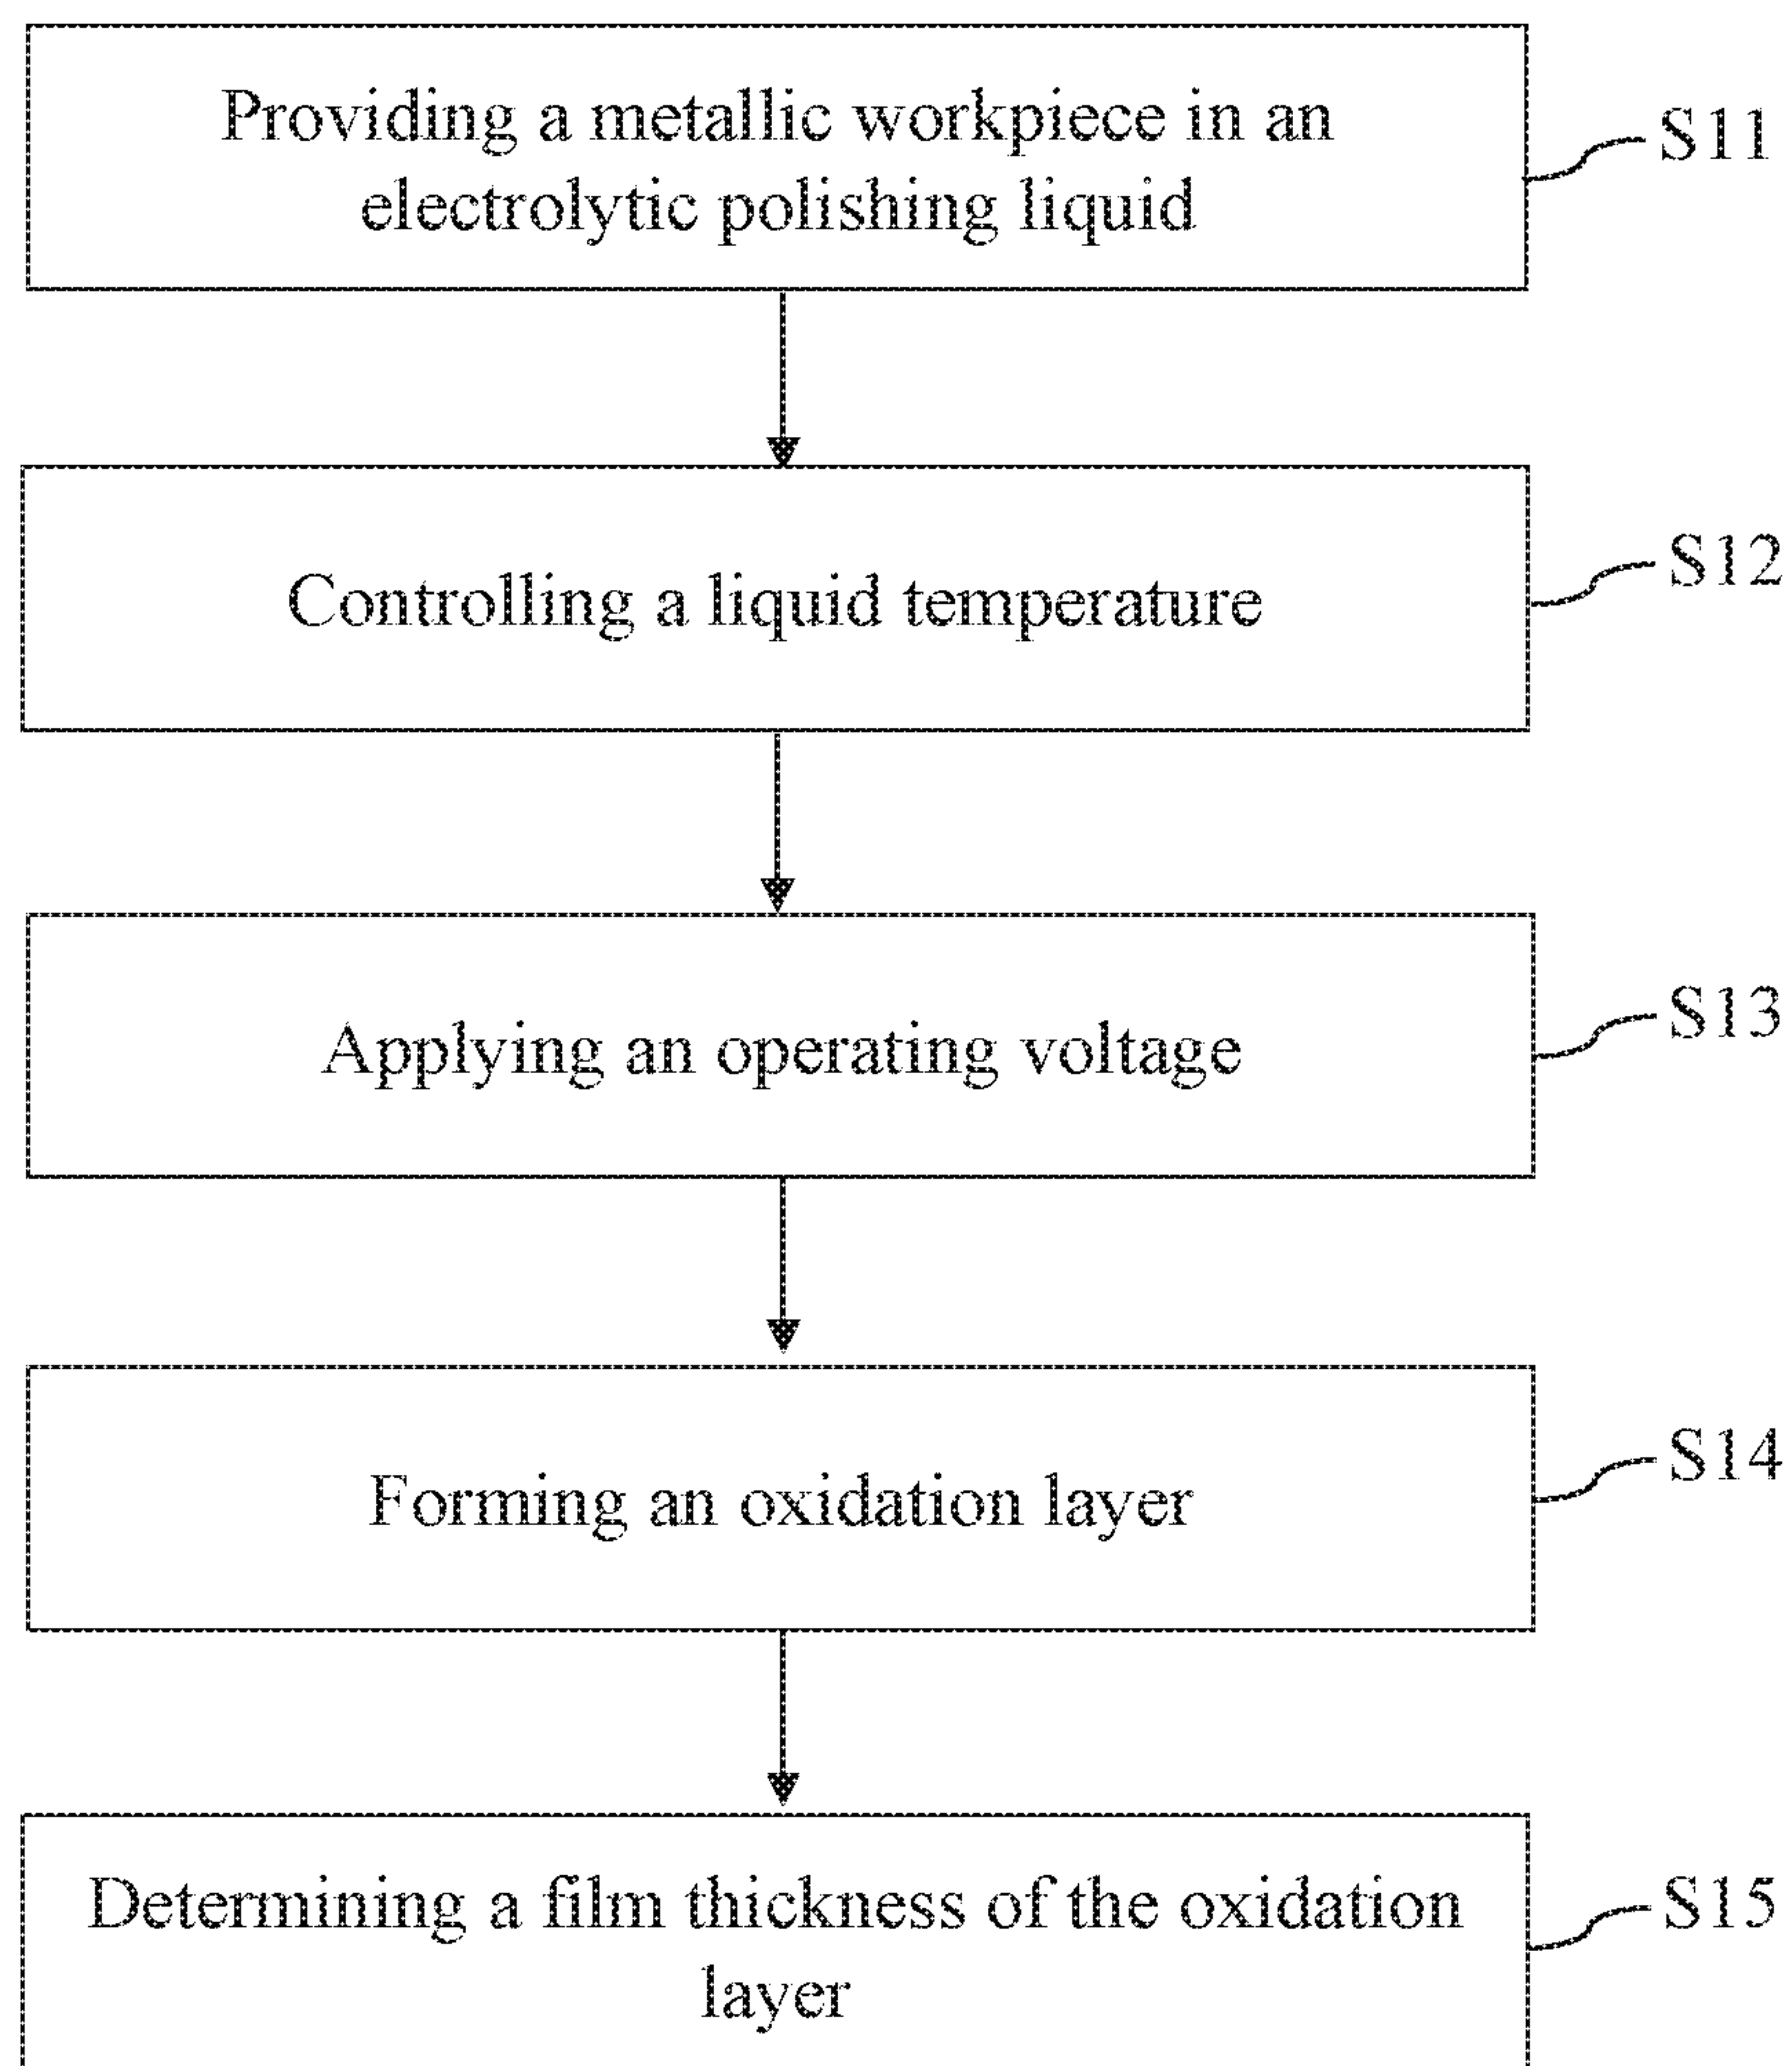 Providing a metallic workpiece in an
electrolytic polishing liquid
S11
Controlling a liquid temperature
S12
Applying an operating voltage
S13
Forming an oxidation layer
S14
Determining a film thickness of the oxidation
layer
S15